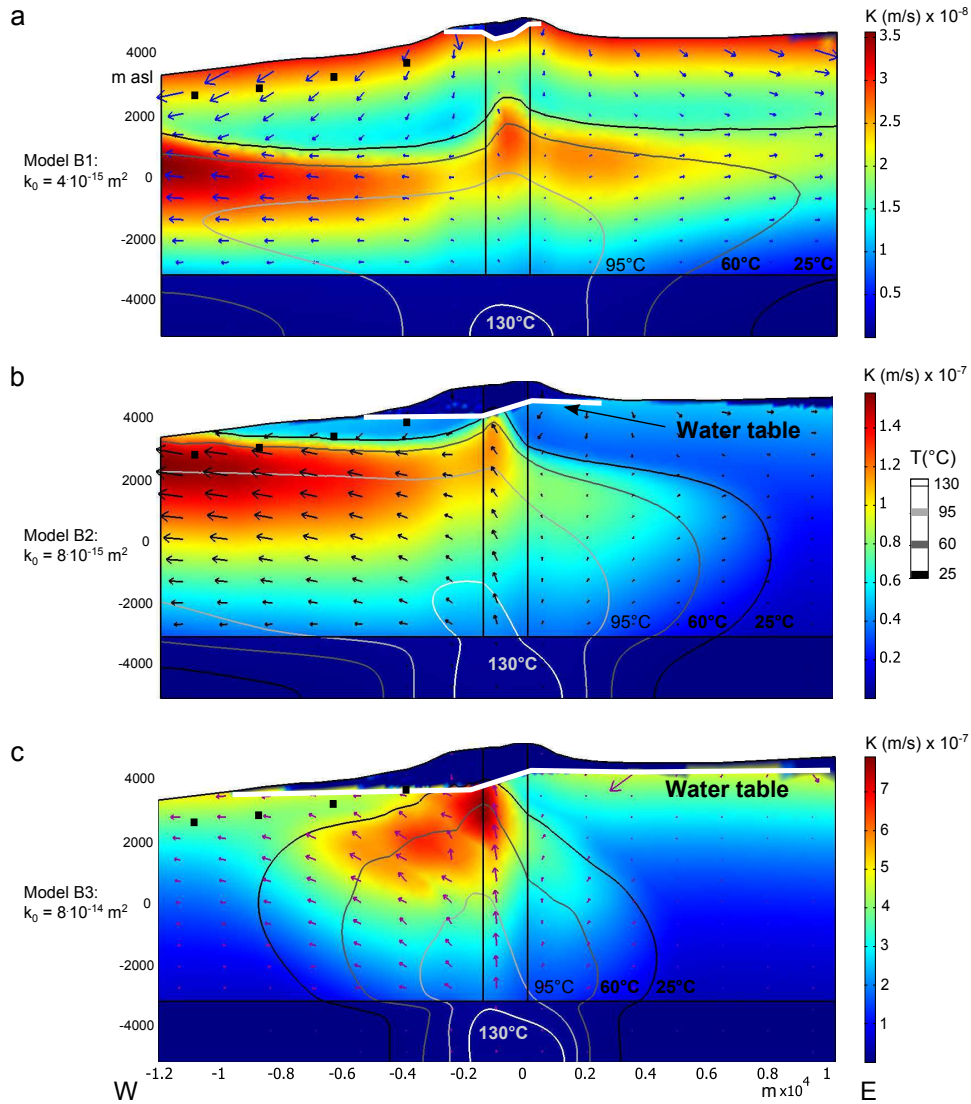 a
K (m/s) x 10-8
4000
m asl
2000
0
-2000
-4000
Model B1:
k0 = 4·10-15 m2
95°C 60°C 25°C
130°C
3.5
3
2.5
2
1.5
1
0.5
b
K (m/s) x 10-7
4000
2000
0
-2000
-4000
Model B2:
k0 = 8·10-15 m2
Water table
95°C 60°C 25°C
130°C
T(°C)
130
95
60
25
1.6
1.4
1.2
1
0.8
0.6
0.4
0.2
c
K (m/s) x 10-7
4000
2000
0
-2000
-4000
Model B3:
k0 = 8·10-14 m2
Water table
95°C 60°C 25°C
130°C
7
6
5
4
3
2
1
-1.2 -1 -0.8 -0.6 -0.4 -0.2 0 0.2 0.4 0.6 0.8 1
W m x10^4 E